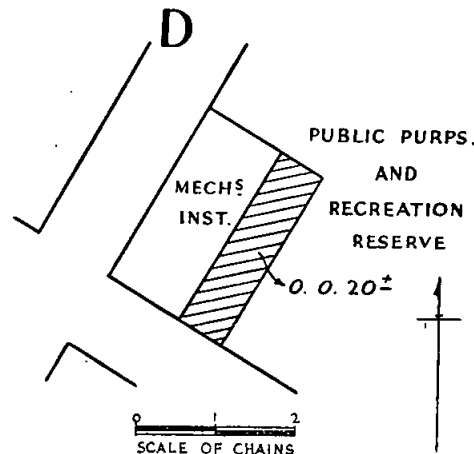 D
PUBLIC PURPS.
AND
RECREATION
RESERVE
MECHS
INST.
0. 0. 20±
0 1 2
SCALE OF CHAINS